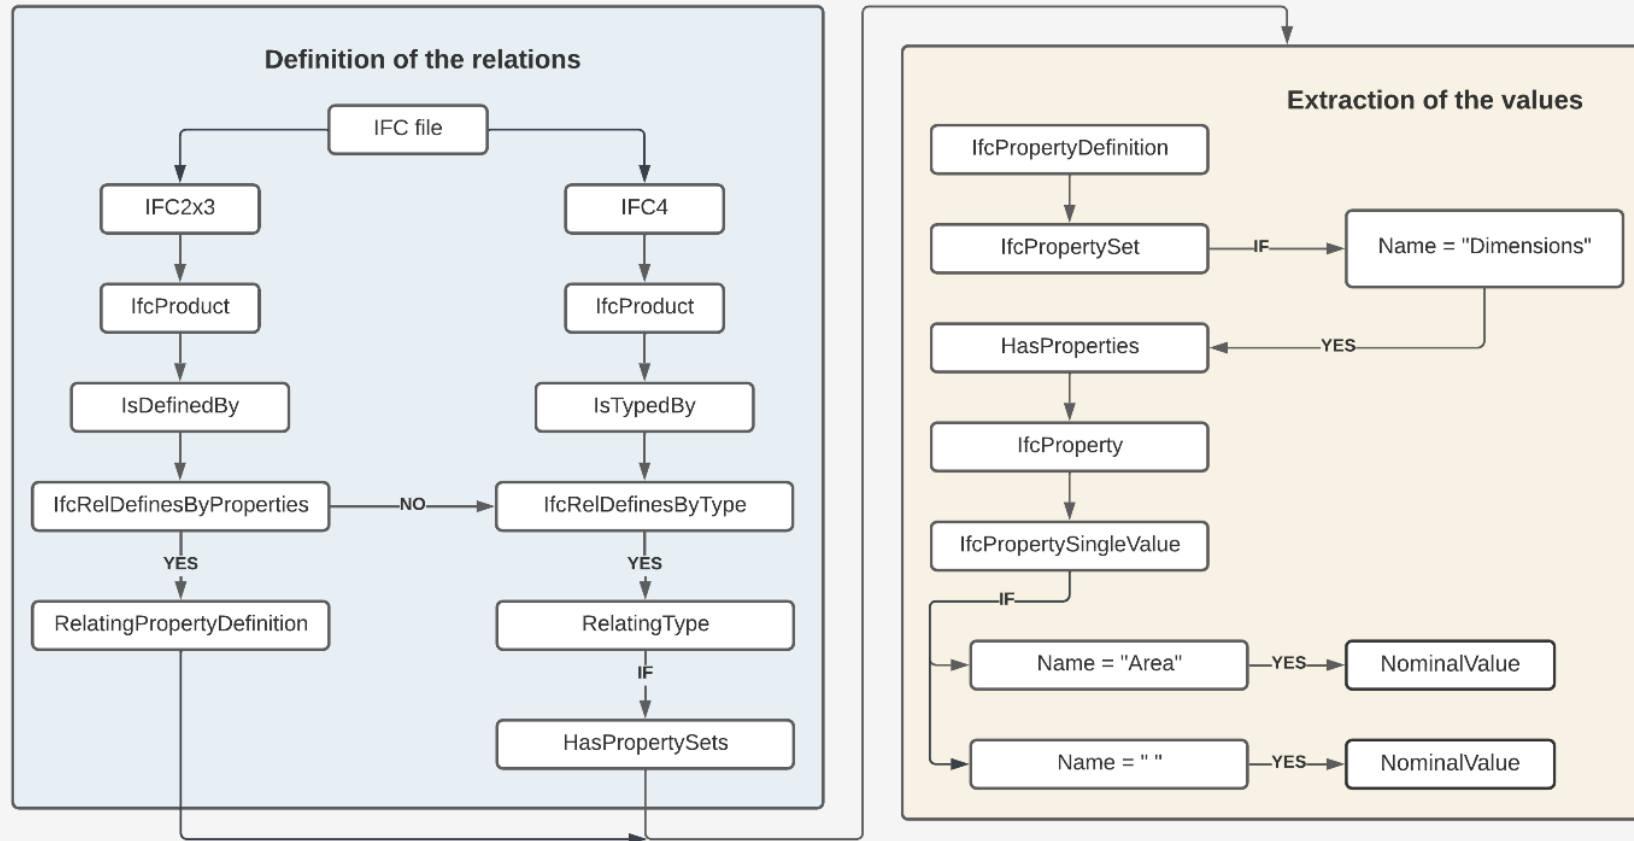 Definition of the relations
IFC file
IFC2x3
IFC4
IfcProduct
IfcProduct
IsDefinedBy
IsTypedBy
IfcRelDefinesByProperties
NO
IfcRelDefinesByType
YES
YES
RelatingPropertyDefinition
RelatingType
IF
HasPropertySets
Extraction of the values
IfcPropertyDefinition
IfcPropertySet
IF
Name = "Dimensions"
HasProperties
YES
IfcProperty
IfcPropertySingleValue
IF
Name = "Area"
YES
NominalValue
Name = " "
YES
NominalValue